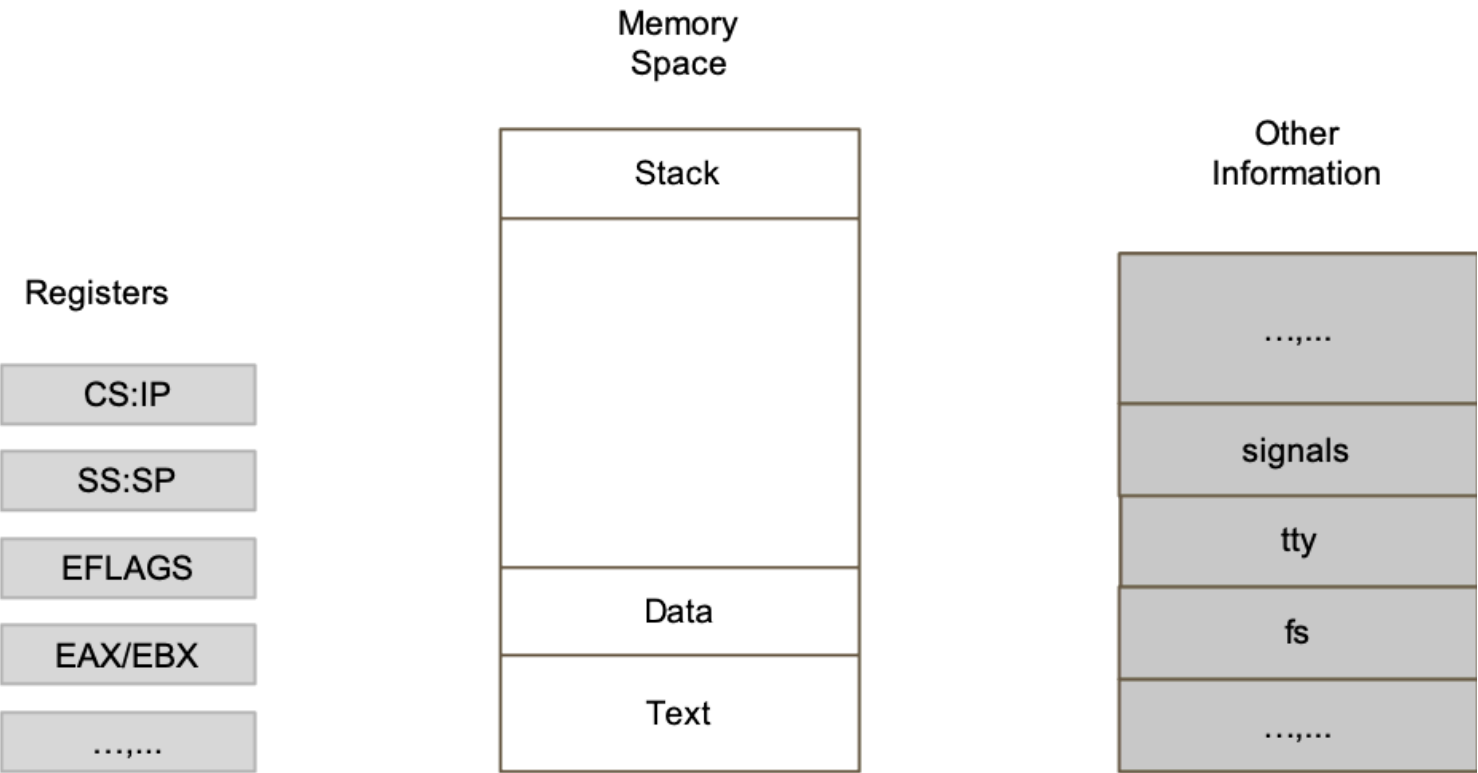 Registers
CS:IP
SS:SP
EFLAGS
EAX/EBX
…,...
Memory
Space
Stack
Data
Text
Other
Information
…,...
signals
tty
fs
…,...